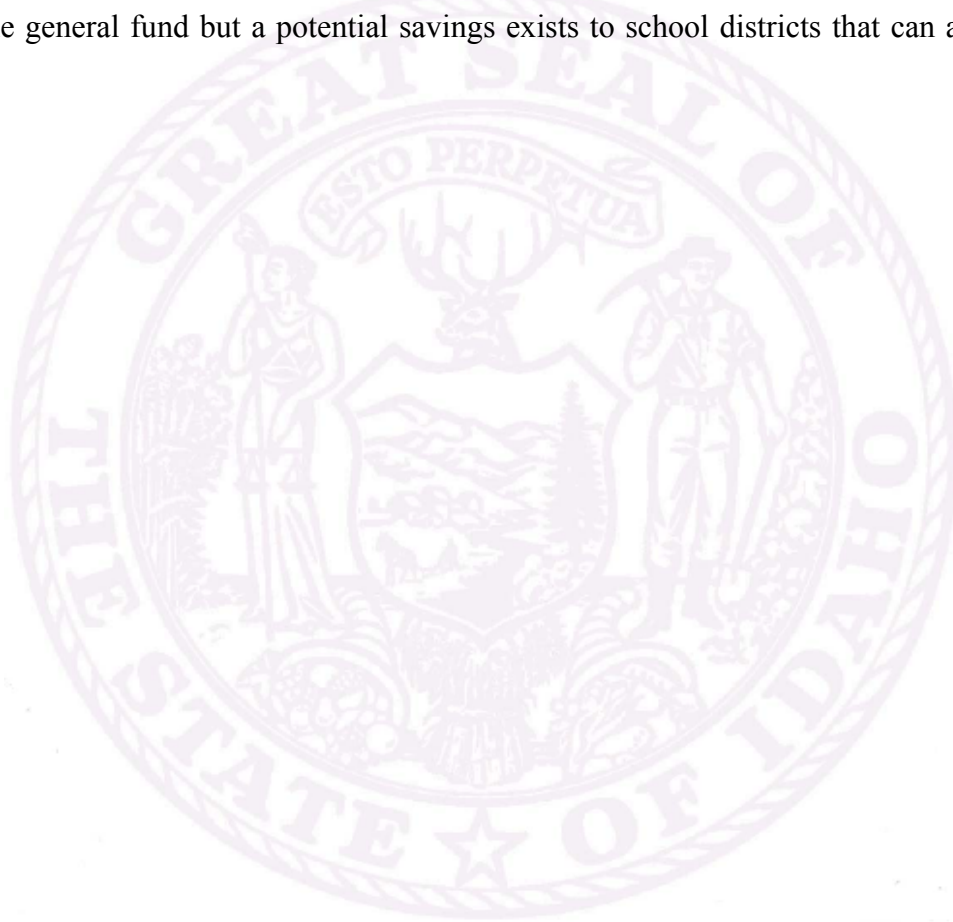 e general fund but a potential savings exists to school districts that can a
GREAT SEAL OF
ESTO PERPETUA
THE STATE ★ OF IDAHO